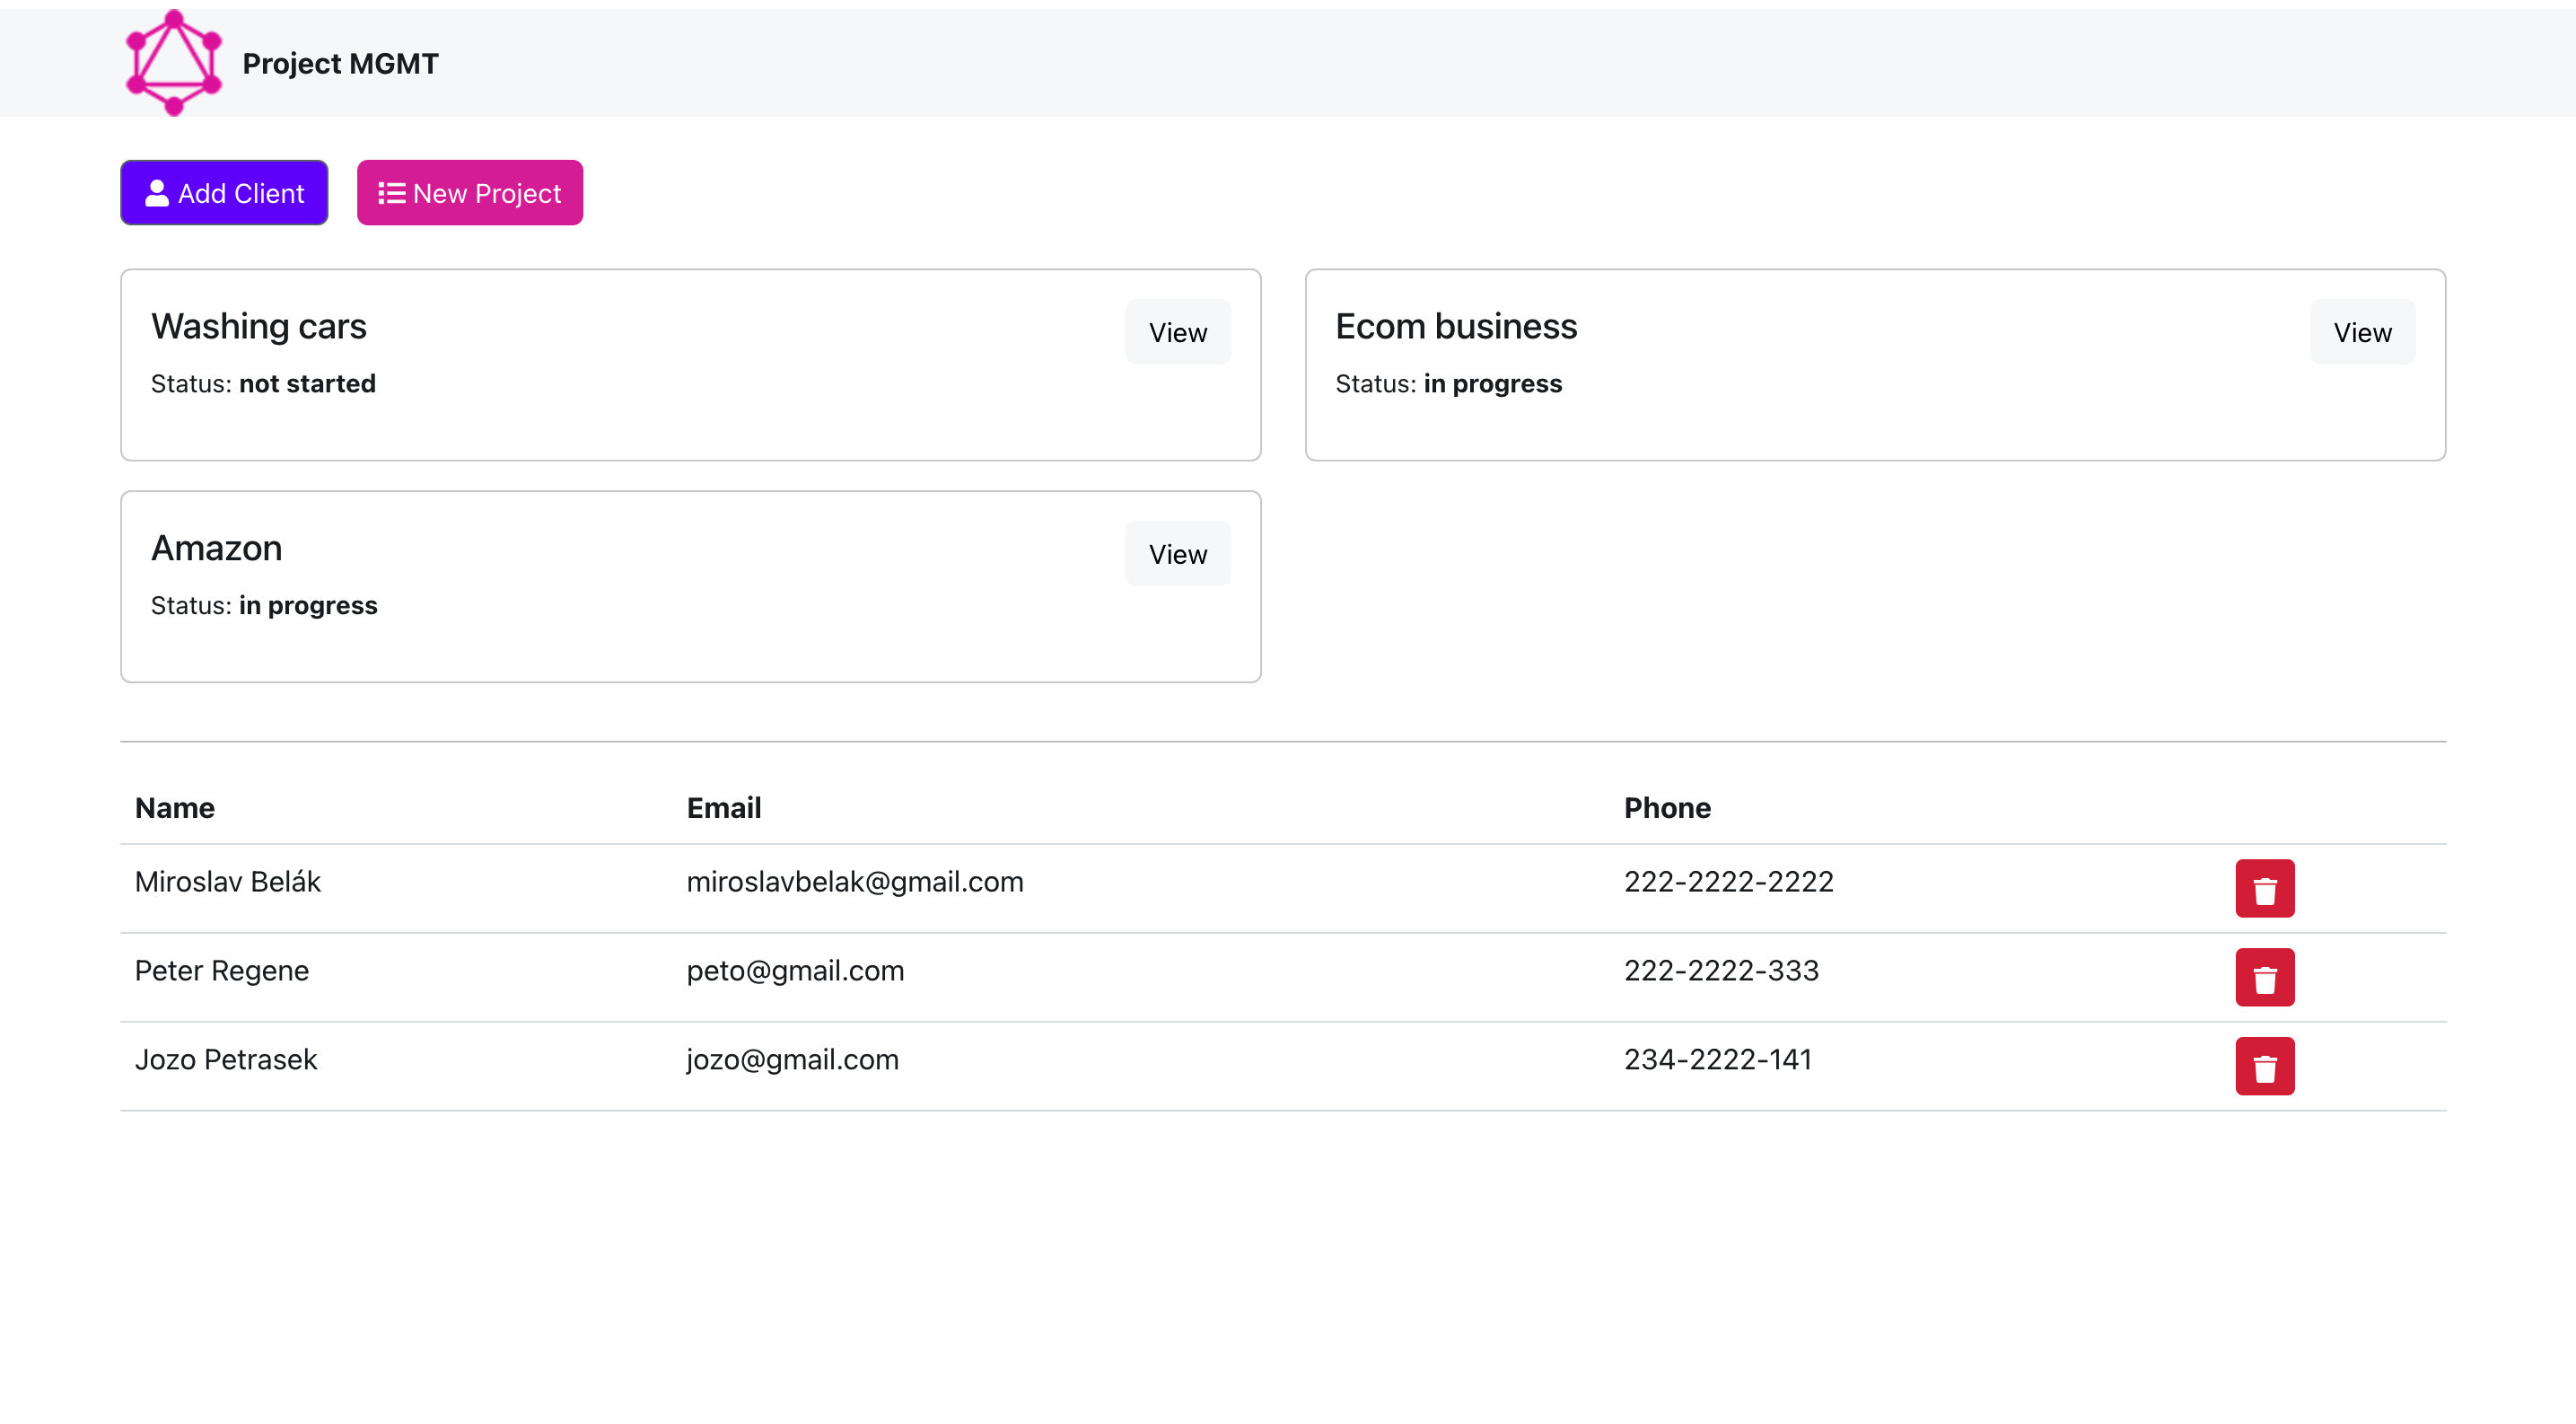 Project MGMT
Add Client
New Project
Washing cars
View
Status: not started
Ecom business
View
Status: in progress
Amazon
View
Status: in progress
Name Email Phone
Miroslav Belák miroslavbelak@gmail.com 222-2222-2222
Peter Regene peto@gmail.com 222-2222-333
Jozo Petrasek jozo@gmail.com 234-2222-141